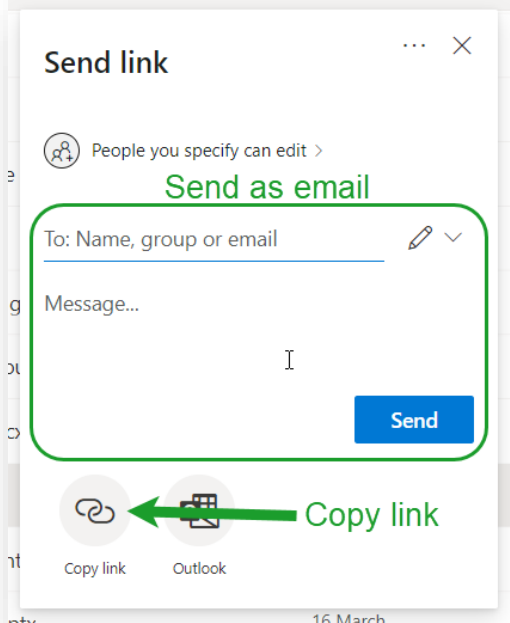 Send link
People you specify can edit
Send as email
To: Name, group or email
Message...
Send
Copy link
Copy link
Outlook
16 March